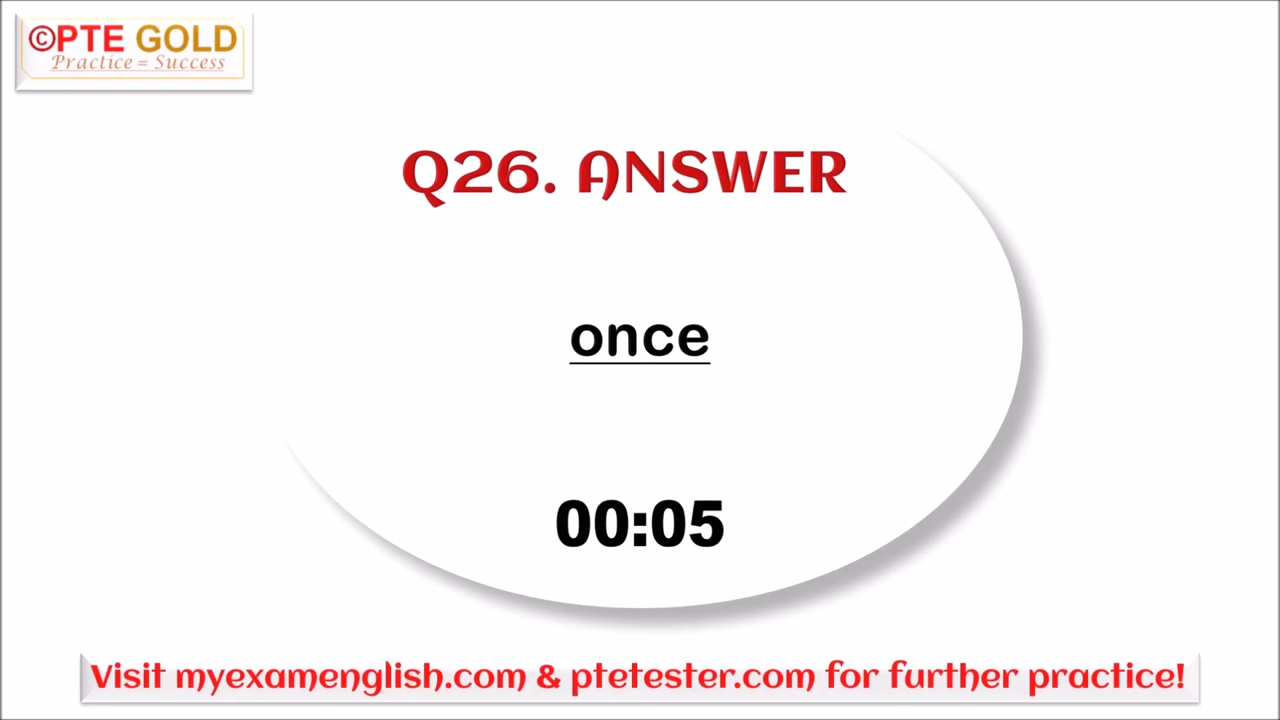 ©PTE GOLD
Practice = Success
Q26. ANSWER
once
00:05
Visit myexamenglish.com & ptetester.com for further practice!